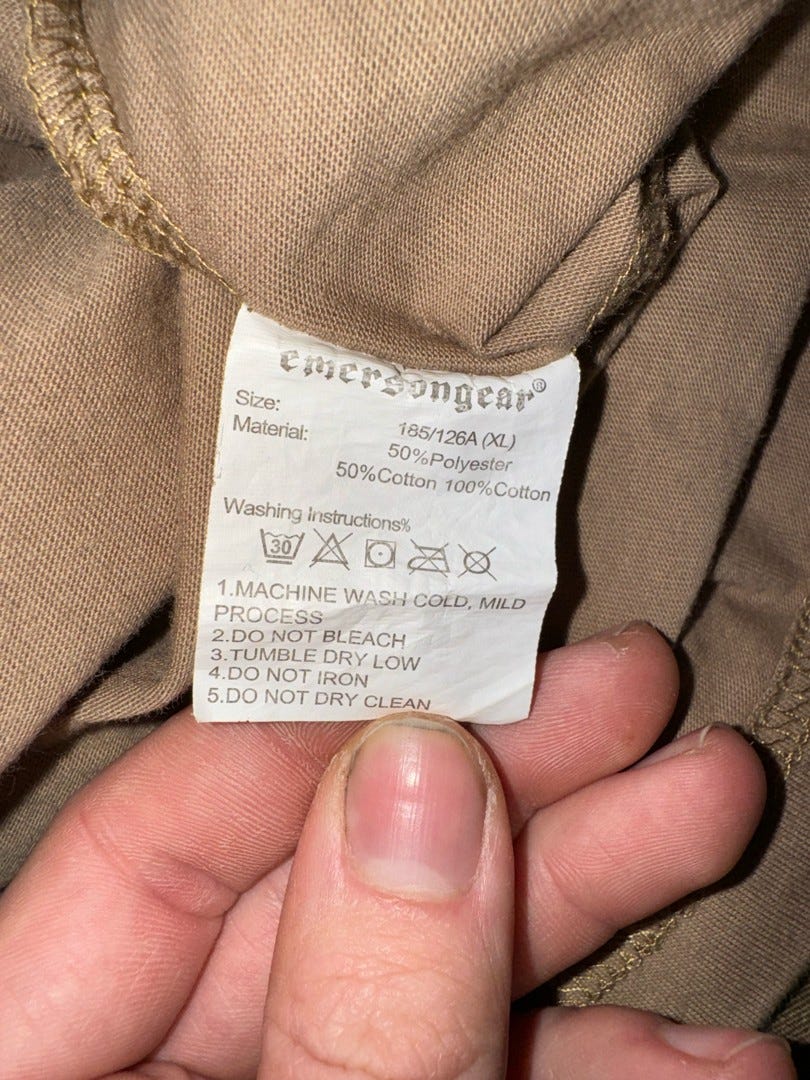 emersongear®
Size:
185/126A (XL)
Material:
50%Polyester
50%Cotton 100%Cotton
Washing Instructions%
30
1.MACHINE WASH COLD, MILD
PROCESS
2.DO NOT BLEACH
3.TUMBLE DRY LOW
4.DO NOT IRON
5.DO NOT DRY CLEAN